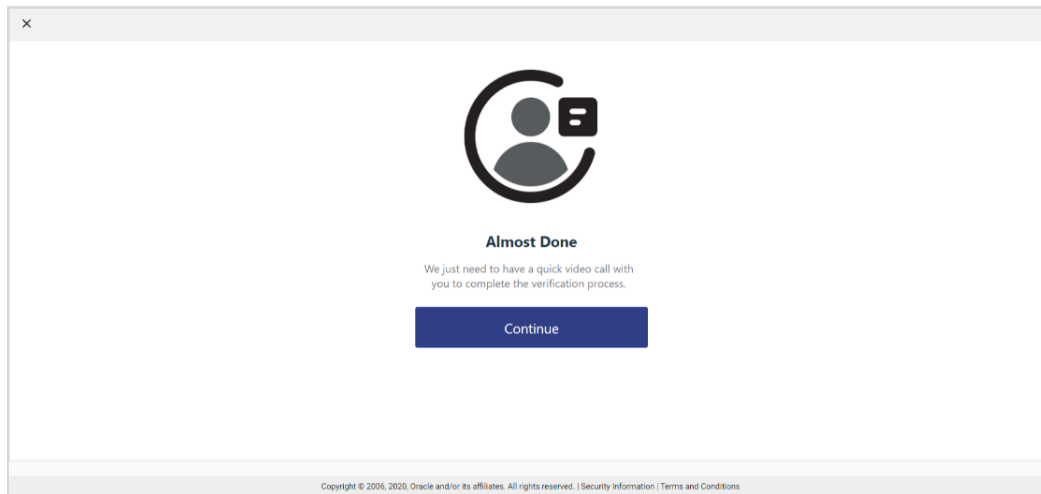 Almost Done
We just need to have a quick video call with
you to complete the verification process.
Continue
Copyright © 2006, 2020, Oracle and/or its affiliates. All rights reserved. | Security Information | Terms and Conditions